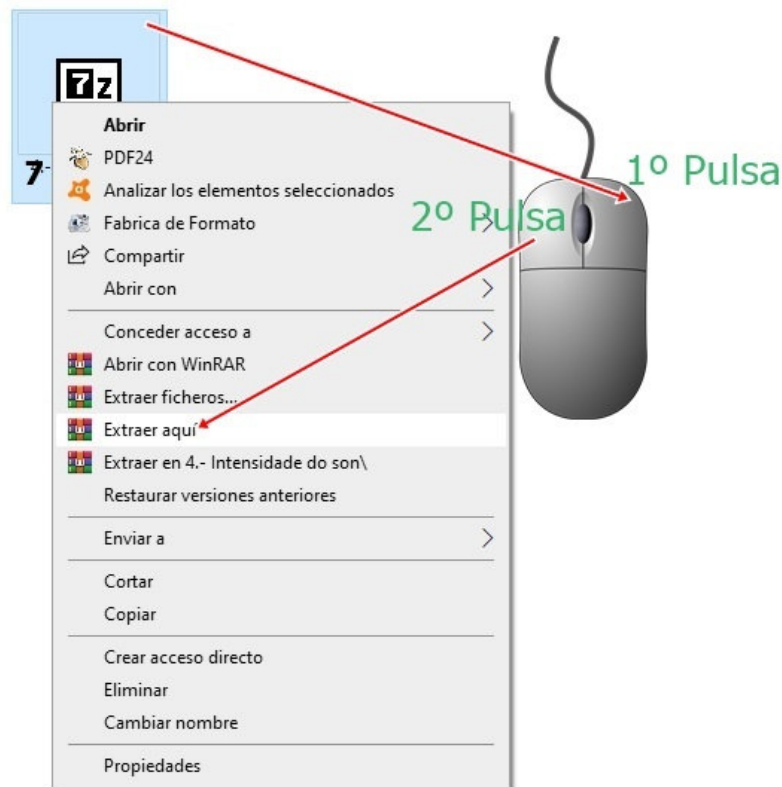 7z
7-
Abrir
PDF24
Analizar los elementos seleccionados
Fabrica de Formato
Compartir
Abrir con
Conceder acceso a
Abrir con WinRAR
Extraer ficheros...
Extraer aquí
Extraer en 4.- Intensidade do son\
Restaurar versiones anteriores
Enviar a
Cortar
Copiar
Crear acceso directo
Eliminar
Cambiar nombre
Propiedades
1º Pulsa
2º Pulsa